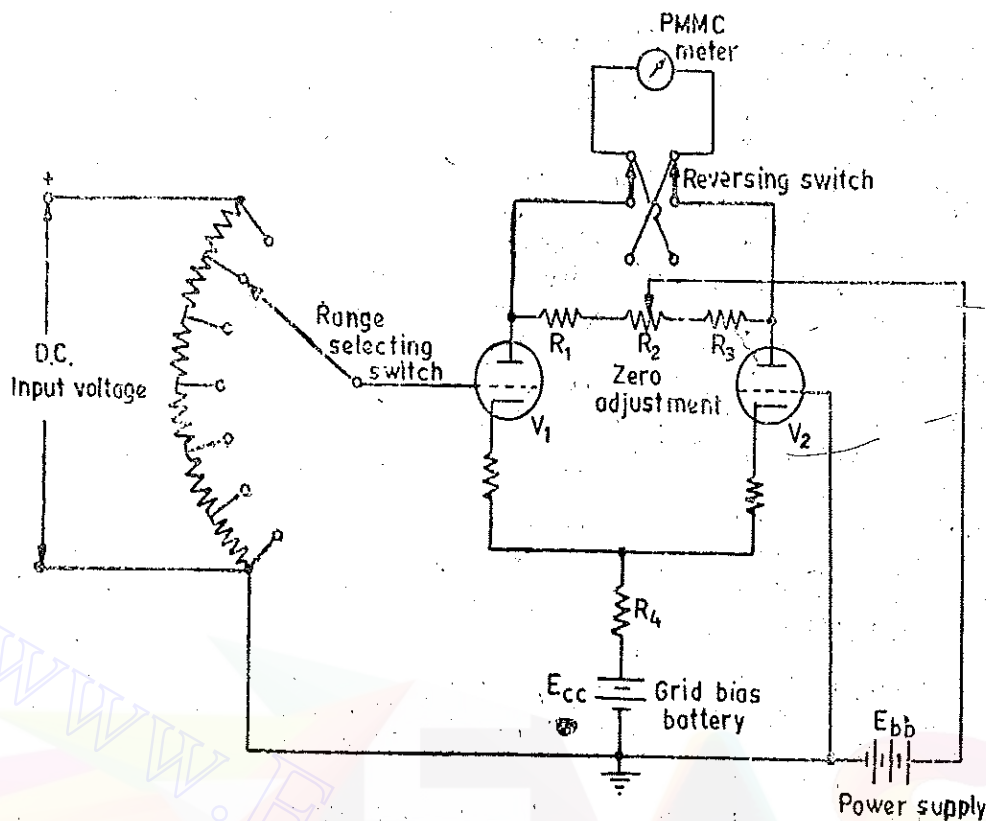 PMMC
meter
Reversing switch
+
D.C.
Input voltage
Range
selecting
switch
R1
R2
R3
Zero
adjustment
V1
V2
R4
Ecc
Grid bias
battery
Ebb
Power supply
WWW.E